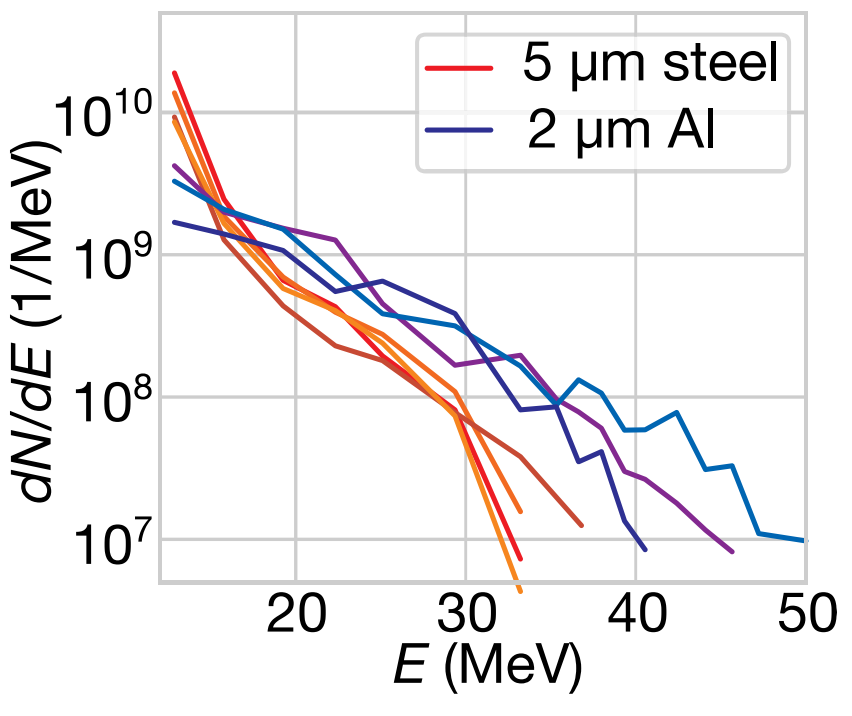 5 µm steel
2 µm Al
10¹⁰
10⁹
10⁸
10⁷
dN/dE (1/MeV)
20 30 40 50
E (MeV)